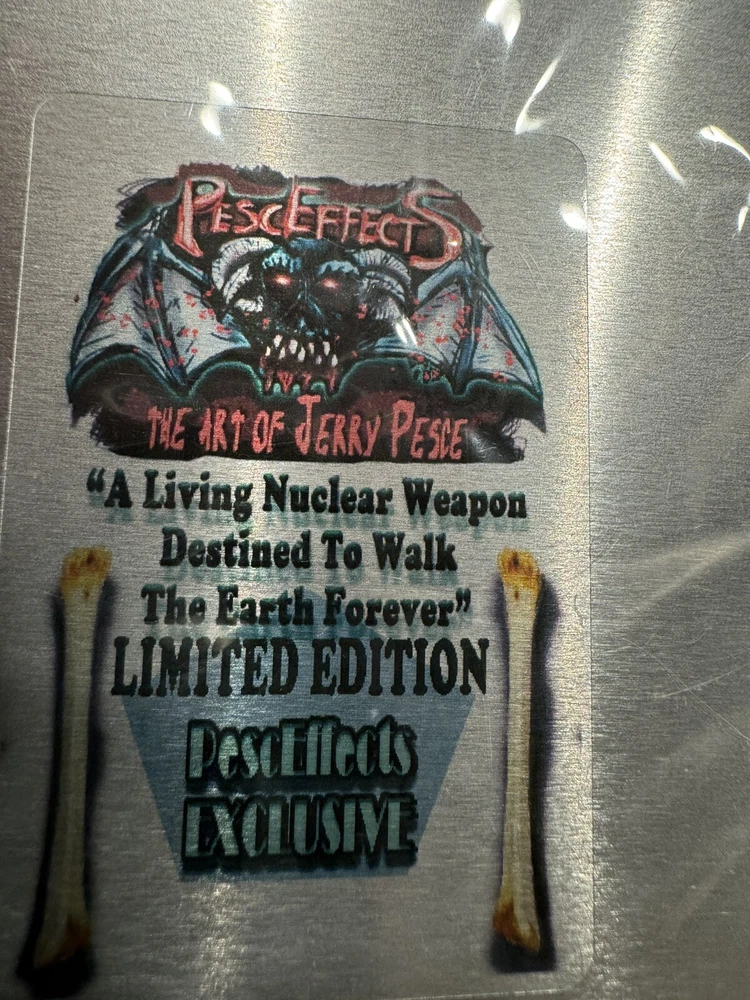 PescEffects
The Art of Jerry Pesce
“A Living Nuclear Weapon
Destined To Walk
The Earth Forever”
LIMITED EDITION
PescEffects
EXCLUSIVE